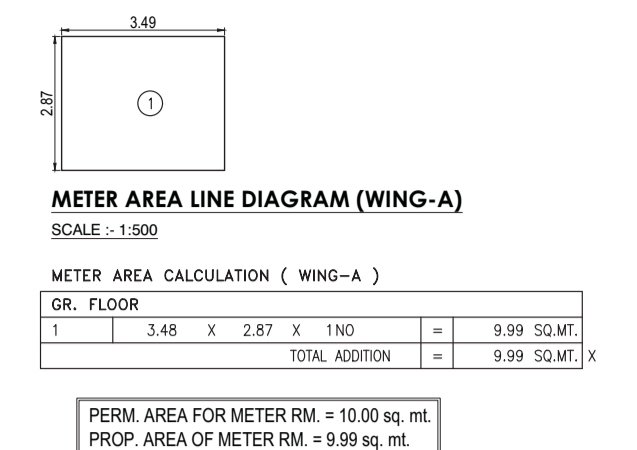 3.49
2.87
1
METER AREA LINE DIAGRAM (WING-A)
SCALE :- 1:500
METER AREA CALCULATION ( WING-A )
GR. FLOOR
1 3.48 X 2.87 X 1NO = 9.99 SQ.MT.
TOTAL ADDITION = 9.99 SQ.MT. X
PERM. AREA FOR METER RM. = 10.00 sq. mt.
PROP. AREA OF METER RM. = 9.99 sq. mt.